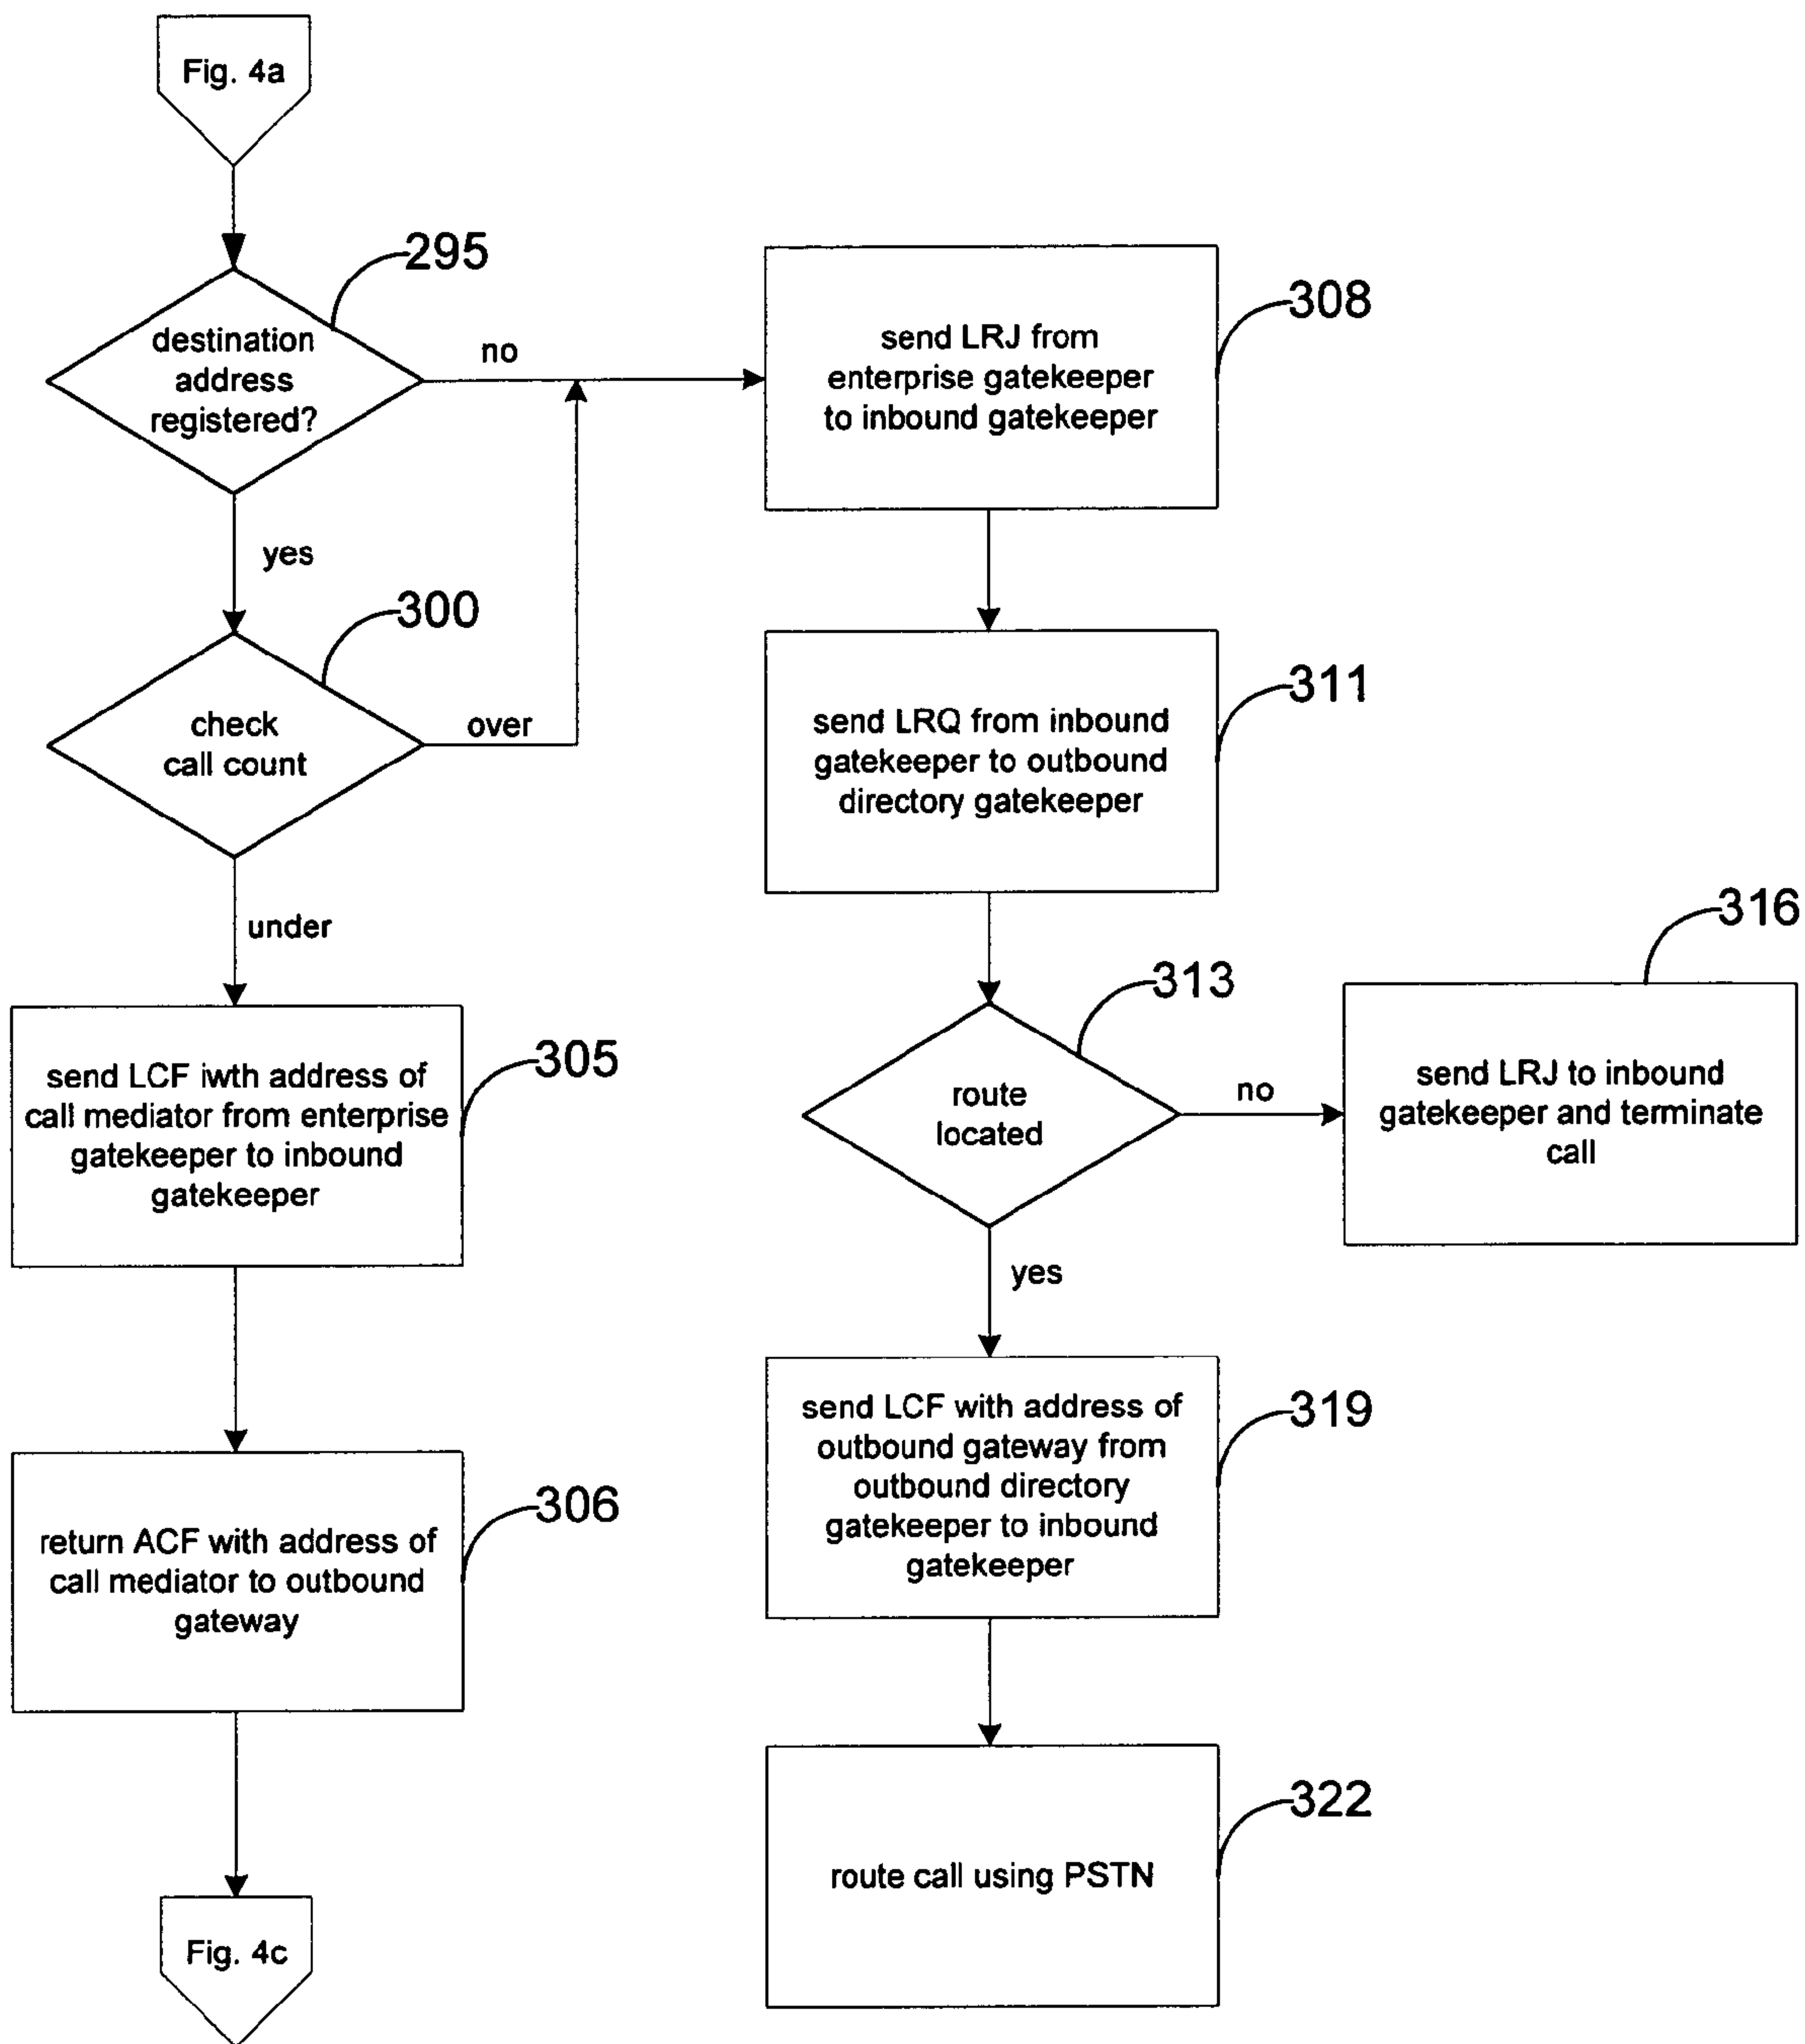 Fig. 4a
295
destination
address
registered?
no
yes
300
check
call count
over
under
305
send LCF iwth address of
call mediator from enterprise
gatekeeper to inbound
gatekeeper
306
return ACF with address of
call mediator to outbound
gateway
Fig. 4c
308
send LRJ from
enterprise gatekeeper
to inbound gatekeeper
311
send LRQ from inbound
gatekeeper to outbound
directory gatekeeper
313
route
located
no
316
send LRJ to inbound
gatekeeper and terminate
call
yes
319
send LCF with address of
outbound gateway from
outbound directory
gatekeeper to inbound
gatekeeper
322
route call using PSTN